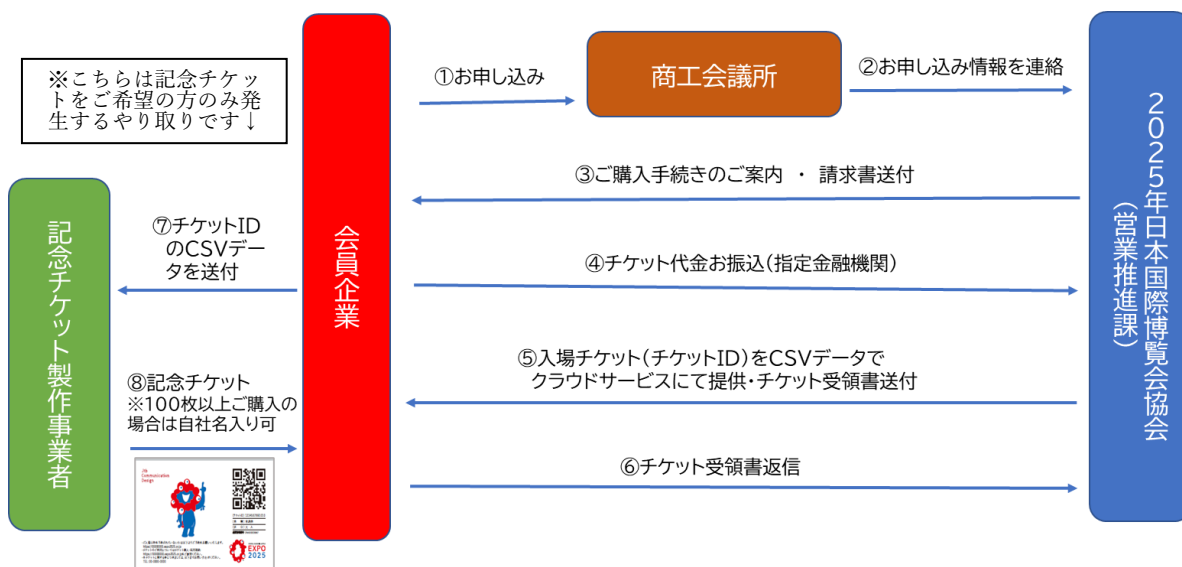 ※こちらは記念チケッ
トをご希望の方のみ発
生するやり取りです↓
①お申し込み
商工会議所
②お申し込み情報を連絡
2025年日本国際博覧会協会
(営業推進課)
会員企業
記念チケット製作事業者
③ご購入手続きのご案内 ・ 請求書送付
④チケット代金お振込(指定金融機関)
⑤入場チケット(チケットID)をCSVデータで
クラウドサービスにて提供・チケット受領書送付
⑥チケット受領書返信
⑦チケットID
のCSVデー
タを送付
⑧記念チケット
※100枚以上ご購入の
場合は自社名入り可
EXPO
2025